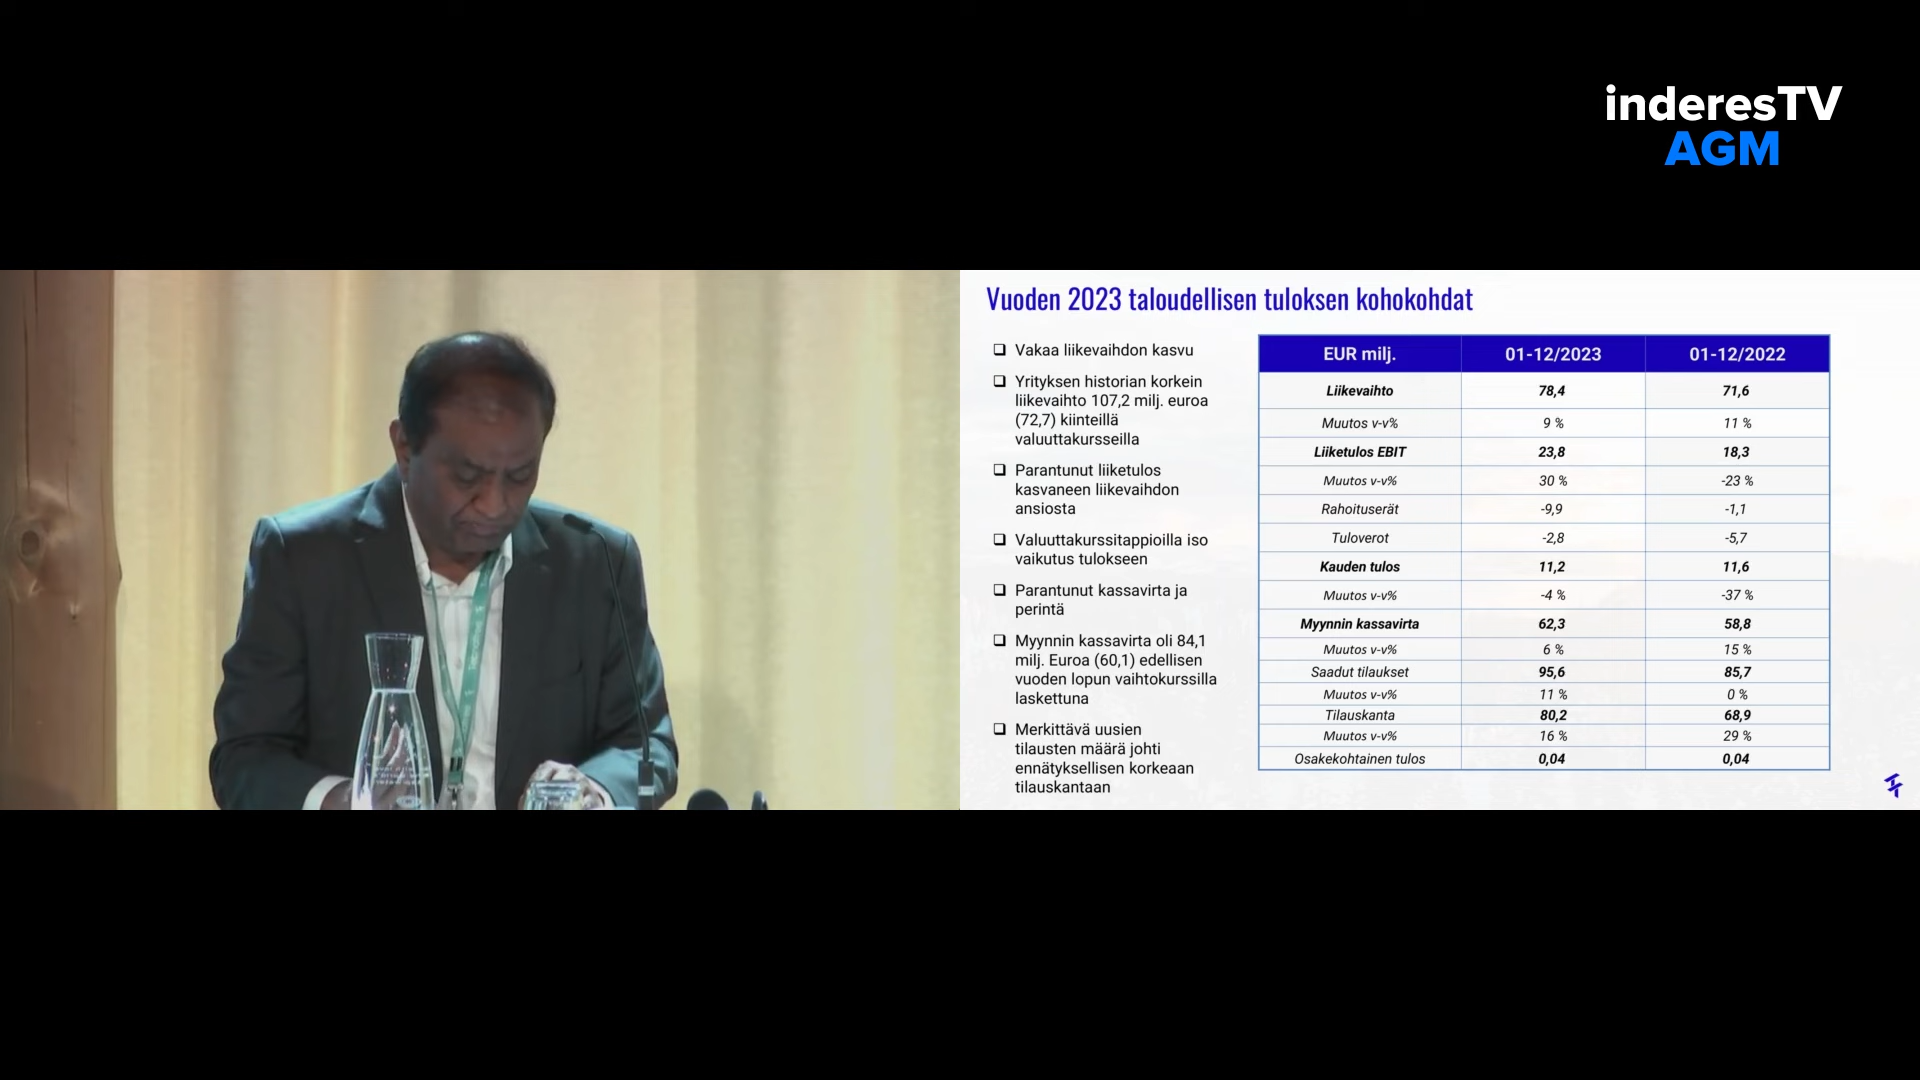 inderesTV
AGM
Vuoden 2023 taloudellisen tuloksen kohokohdat
Vakaa liikevaihdon kasvu
Yrityksen historian korkein
liikevaihto 107,2 milj. euroa
(72,7) kiinteillä
valuuttakursseilla
Parantunut liiketulos
kasvaneen liikevaihdon
ansiosta
Valuuttakurssitappioilla iso
vaikutus tulokseen
Parantunut kassavirta ja
perintä
Myynnin kassavirta oli 84,1
milj. Euroa (60,1) edellisen
vuoden lopun vaihtokurssilla
laskettuna
Merkittävä uusien
tilausten määrä johti
ennätyksellisen korkeaan
tilauskantaan
EUR milj. 01-12/2023 01-12/2022
Liikevaihto 78,4 71,6
Muutos v-v% 9 % 11 %
Liiketulos EBIT 23,8 18,3
Muutos v-v% 30 % -23 %
Rahoituserät -9,9 -1,1
Tuloverot -2,8 -5,7
Kauden tulos 11,2 11,6
Muutos v-v% -4 % -37 %
Myynnin kassavirta 62,3 58,8
Muutos v-v% 6 % 15 %
Saadut tilaukset 95,6 85,7
Muutos v-v% 11 % 0 %
Tilauskanta 80,2 68,9
Muutos v-v% 16 % 29 %
Osakekohtainen tulos 0,04 0,04